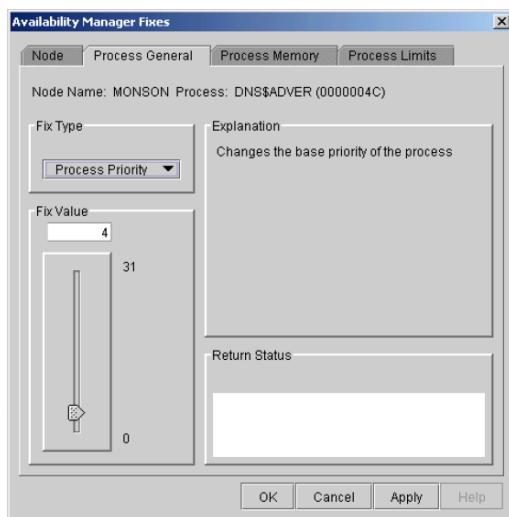 Availability Manager Fixes
Node Process General Process Memory Process Limits
Node Name: MONSON Process: DNS$ADVER (0000004C)
Fix Type
Process Priority
Explanation
Changes the base priority of the process
Fix Value
4
31
0
Return Status
OK Cancel Apply Help